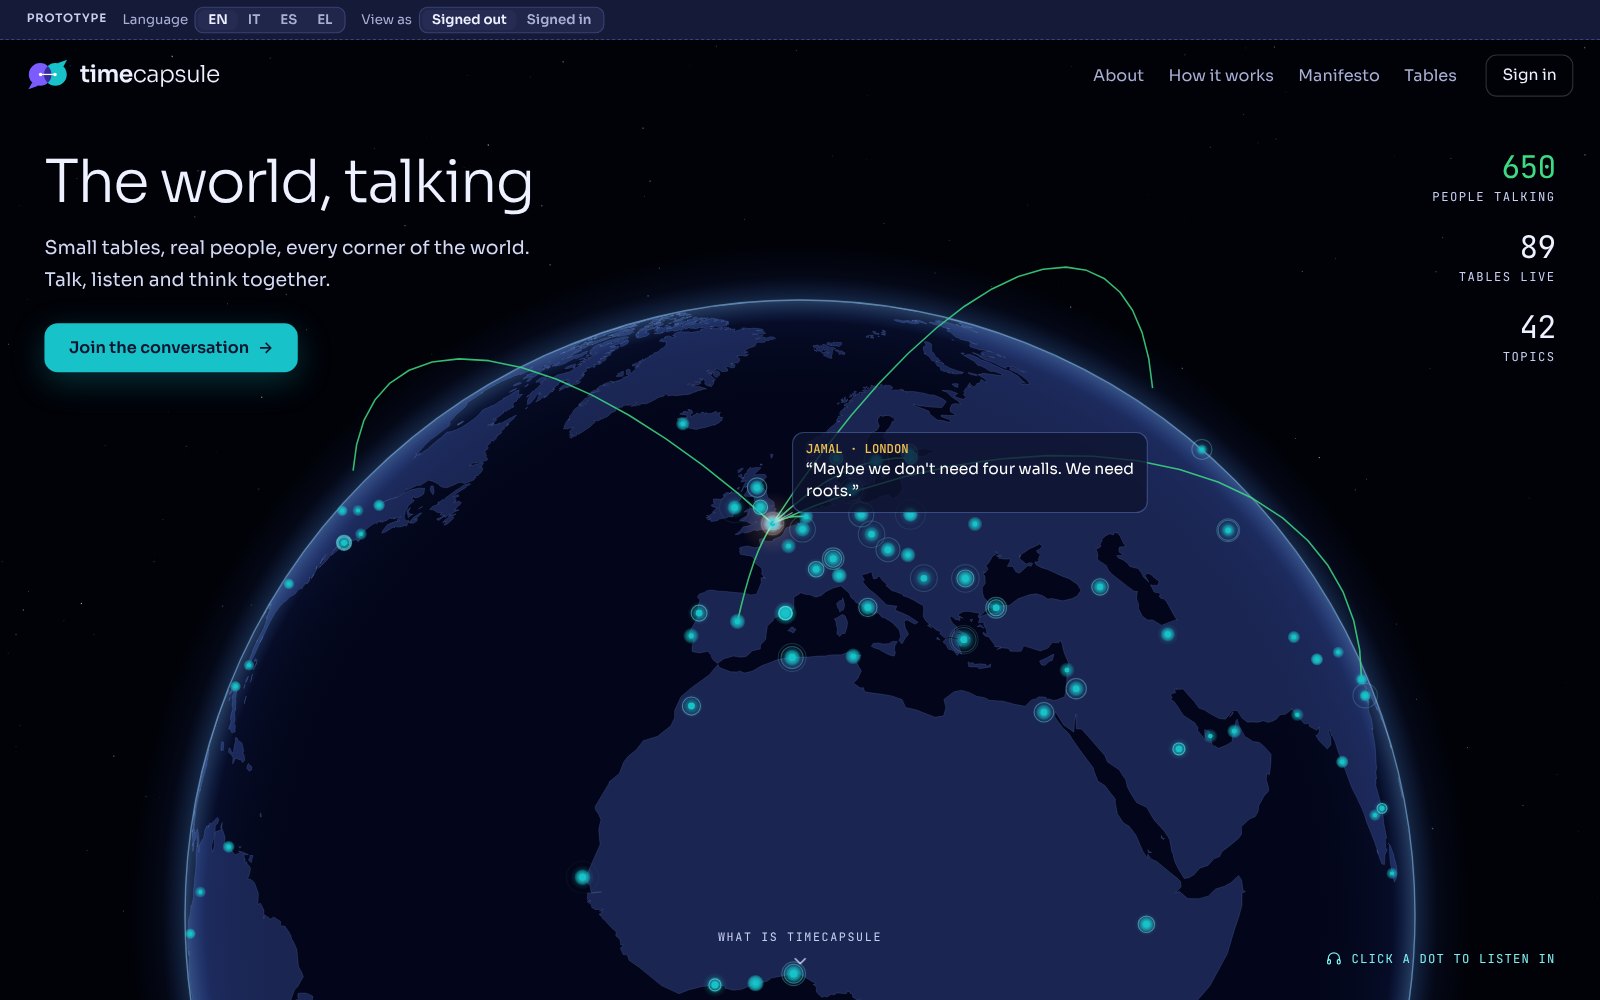 PROTOTYPE Language EN IT ES EL View as Signed out Signed in
timecapsule
About How it works Manifesto Tables Sign in
The world, talking
Small tables, real people, every corner of the world.
Talk, listen and think together.
Join the conversation →
650
PEOPLE TALKING
89
TABLES LIVE
42
TOPICS
JAMAL · LONDON
“Maybe we don't need four walls. We need
roots.”
WHAT IS TIMECAPSULE
CLICK A DOT TO LISTEN IN